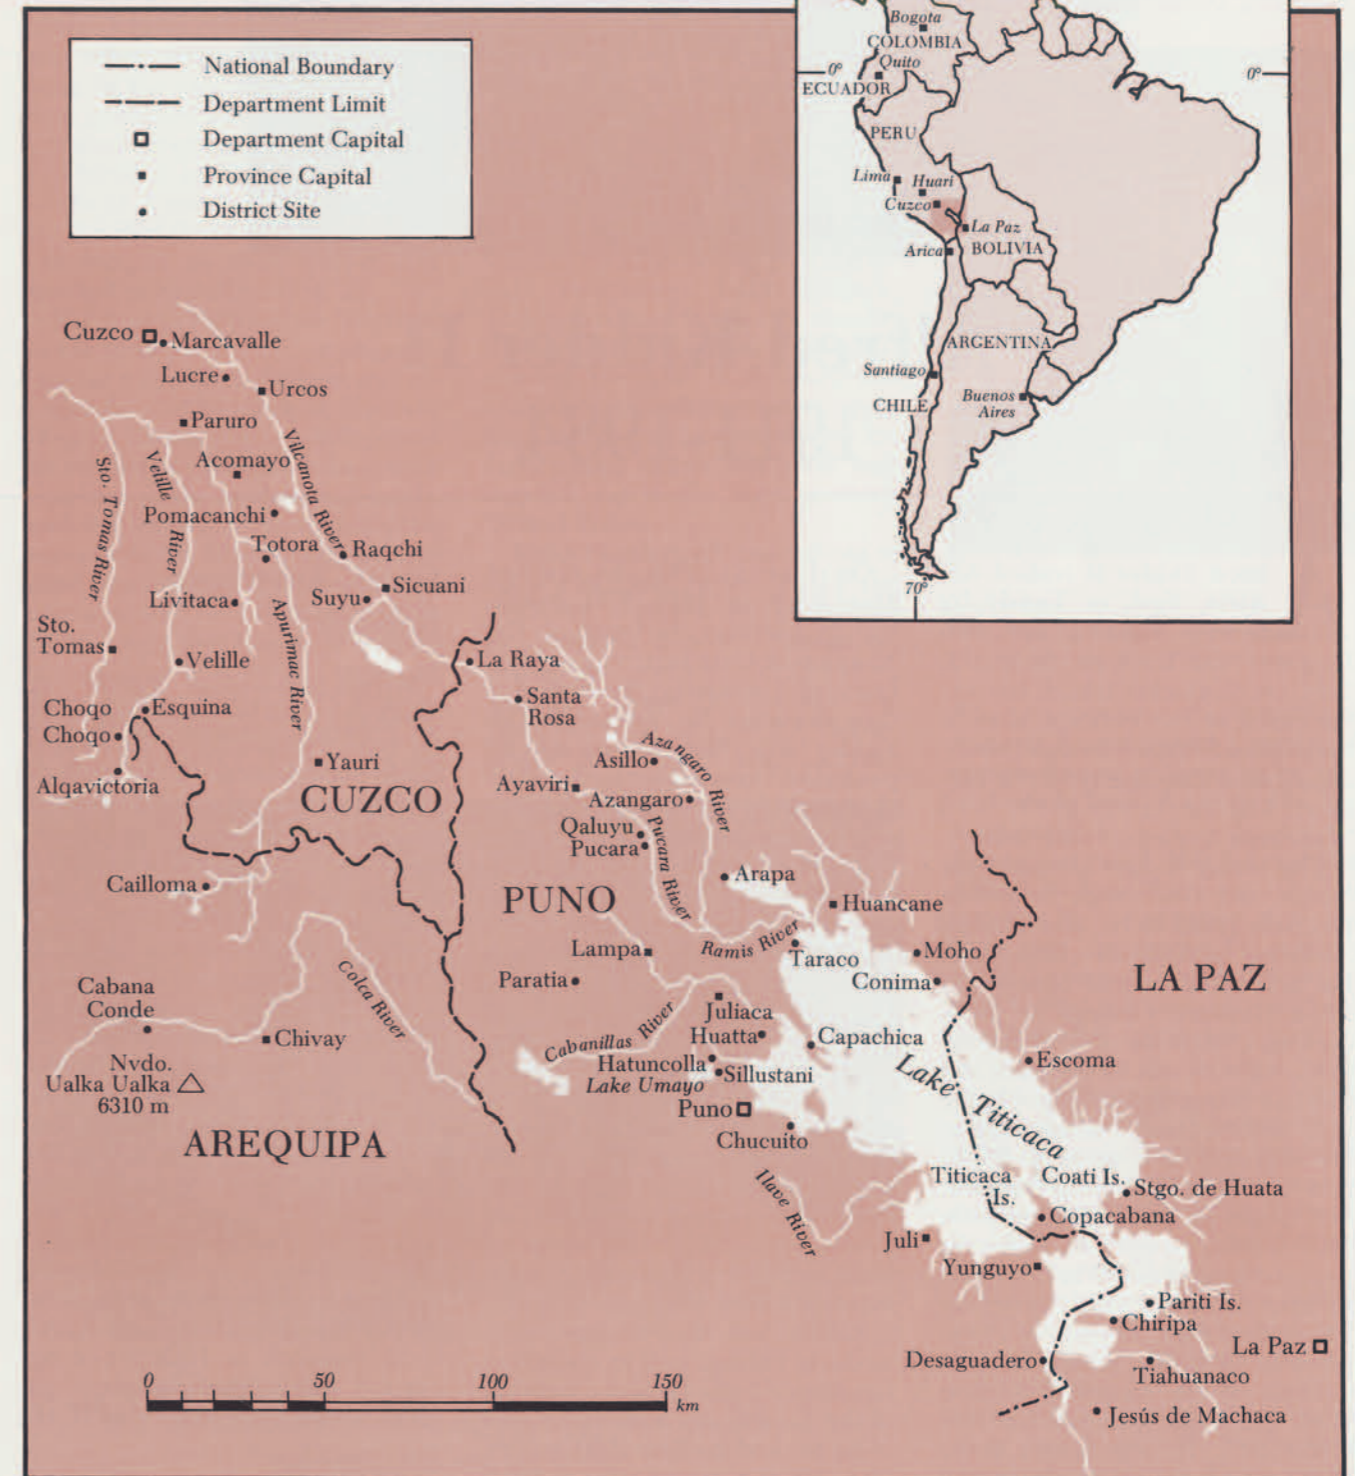 National Boundary
Department Limit
Department Capital
Province Capital
District Site
Bogota
COLOMBIA
Quito
0°
0°
ECUADOR
PERU
Lima
Huari
Cuzco
La Paz
Arica
BOLIVIA
ARGENTINA
Santiago
CHILE
Buenos
Aires
70°
Cuzco
Marcavalle
Lucre
Urcos
Paruro
Vilcanota River
Acomayo
Sto. Tomas River
Velille River
Pomacanchi
Totora
Raqchi
Sicuani
Suyu
Livitaca
Apurimac River
Sto.
Tomas
Velille
La Raya
Santa
Rosa
Choqo
Choqo
Esquina
Azangaro River
Asillo
Yauri
Alqavictoria
CUZCO
Ayaviri
Azangaro
Qaluyu
Pucara
Pucara River
Arapa
Cailloma
PUNO
Huancane
Ramis River
Lampa
Taraco
Moho
Paratia
Conima
LA PAZ
Cabana
Conde
Colca River
Juliaca
Cabanillas River
Huatta
Capachica
Chivay
Hatuncolla
Sillustani
Lake Umayo
Lake Titicaca
Escoma
Nvdo.
Ualka Ualka
6310 m
Puno
Chucuito
AREQUIPA
Ilave River
Titicaca
Is.
Coati Is.
Stgo. de Huata
Copacabana
Juli
Yunguyo
Pariti Is.
Chiripa
La Paz
Desaguadero
Tiahuanaco
Jesús de Machaca
0 50 100 150
km